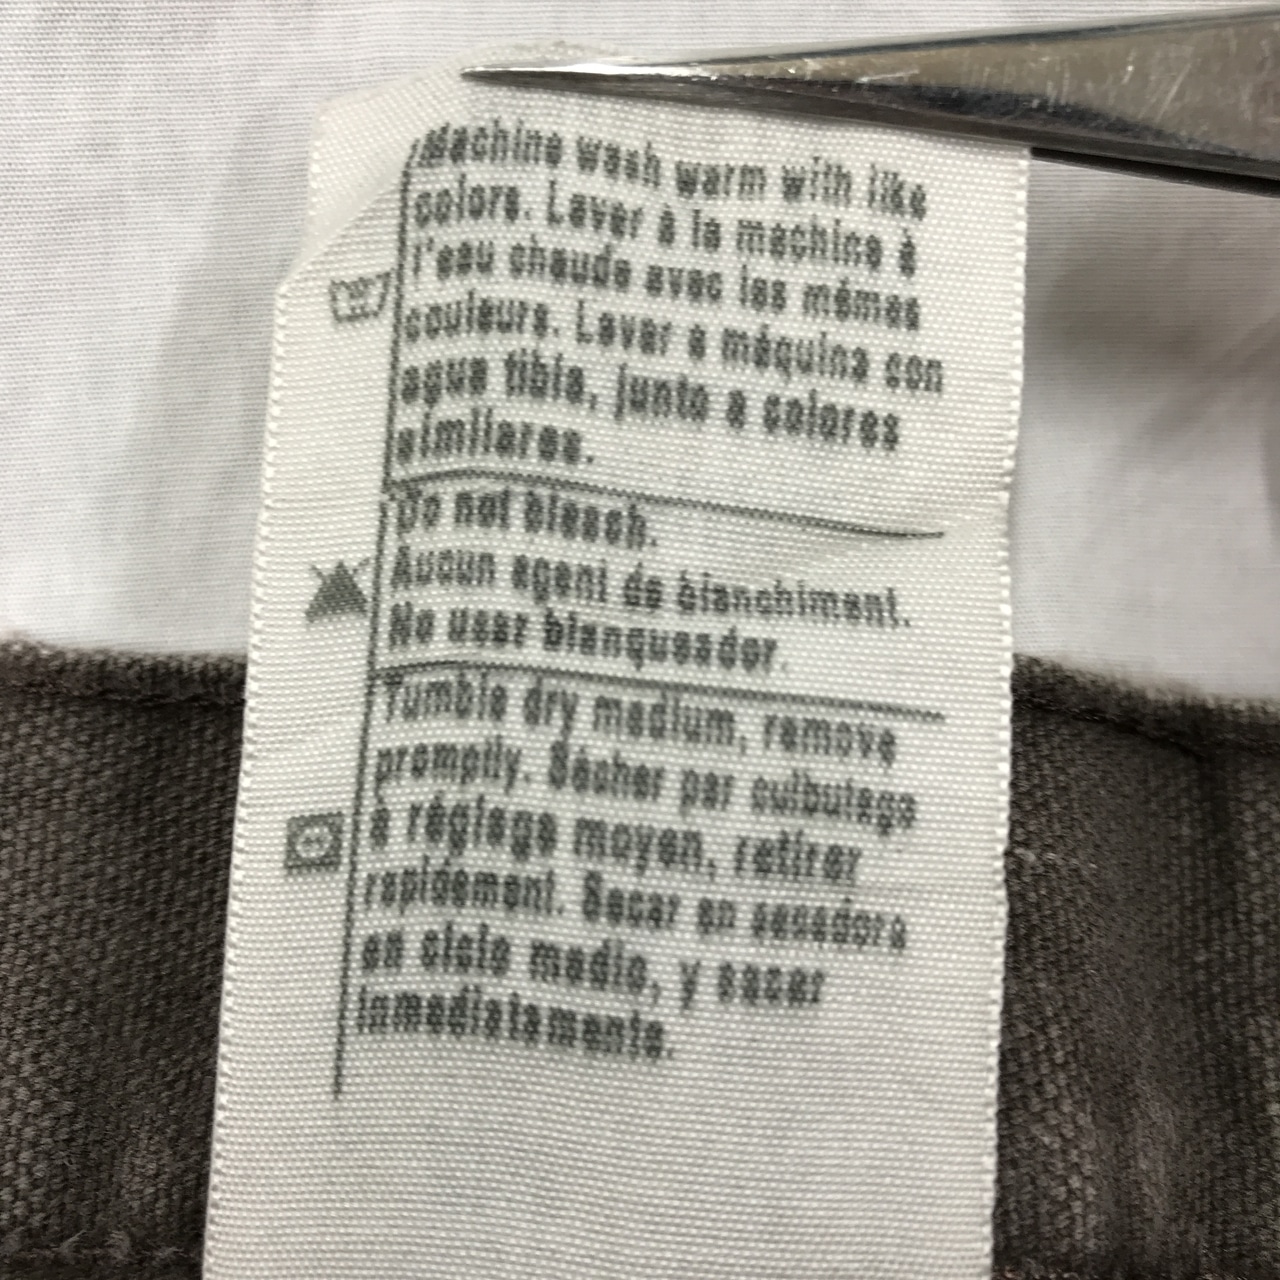 Machine wash warm with like
colors. Laver à la machine à
l'eau chaude avec les mêmes
couleurs. Lavar a máquina con
agua tibia, junto a colores
similares.
Do not bleach.
Aucun agent de blanchiment.
No usar blanqueador.
Tumble dry medium, remove
promptly. Sécher par culbutage
à réglage moyen, retirer
rapidement. Secar en secadora
en ciclo medio, y sacar
inmediatamente.